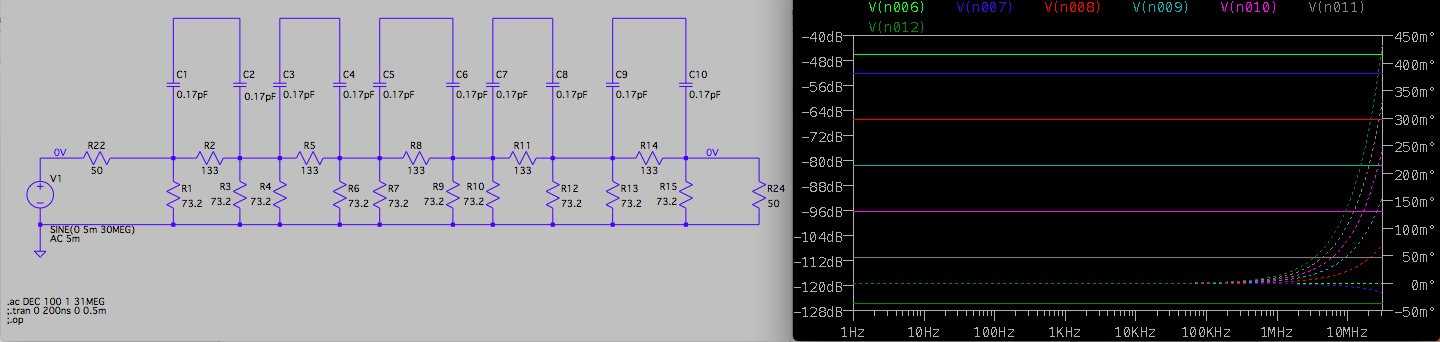 C1 C2 C3 C4 C5 C6 C7 C8 C9 C10
0.17pF 0.17pF 0.17pF 0.17pF 0.17pF 0.17pF 0.17pF 0.17pF 0.17pF 0.17pF
0V R22 R2 R5 R8 R11 R14 0V
50 133 133 133 133 133
V1 R1 R3 R4 R6 R7 R9 R10 R12 R13 R15 R24
73.2 73.2 73.2 73.2 73.2 73.2 73.2 73.2 73.2 73.2 50
SINE(0 5m 30MEG)
AC 5m
.ac DEC 100 1 31MEG
;.tran 0 200ns 0 0.5m
;.op
V(n006) V(n007) V(n008) V(n009) V(n010) V(n011)
V(n012)
-40dB 450m°
-48dB 400m°
-56dB 350m°
-64dB 300m°
-72dB 250m°
-80dB 200m°
-88dB 150m°
-96dB 100m°
-104dB 50m°
-112dB 0m°
-120dB -50m°
-128dB
1Hz 10Hz 100Hz 1KHz 10KHz 100KHz 1MHz 10MHz